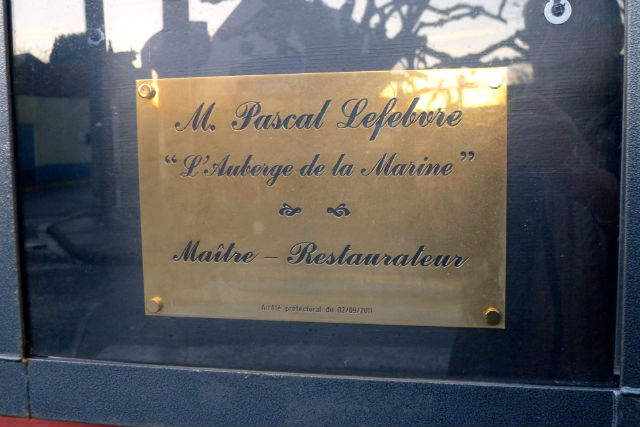 M. Pascal Lefebvre
“L'Auberge de la Marine”
Maître – Restaurateur
Arrêté préfectoral du 02/09/2011